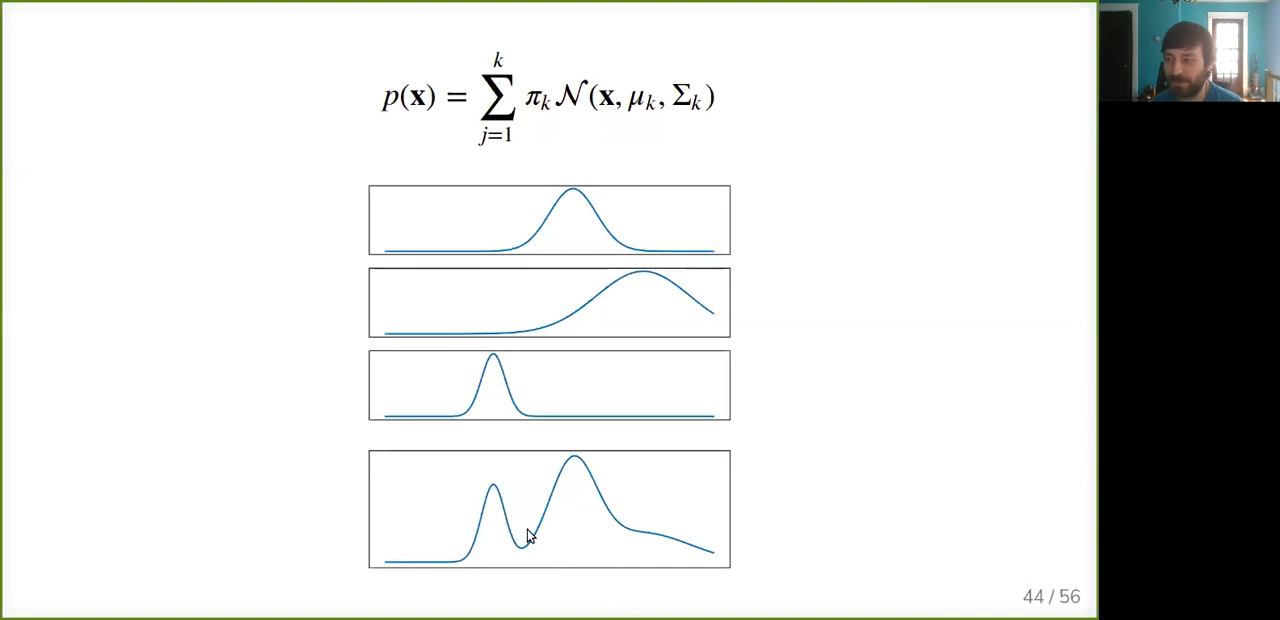 k
p(x) = ∑ π_k 𝒩(x, μ_k, Σ_k)
j=1
44 / 56